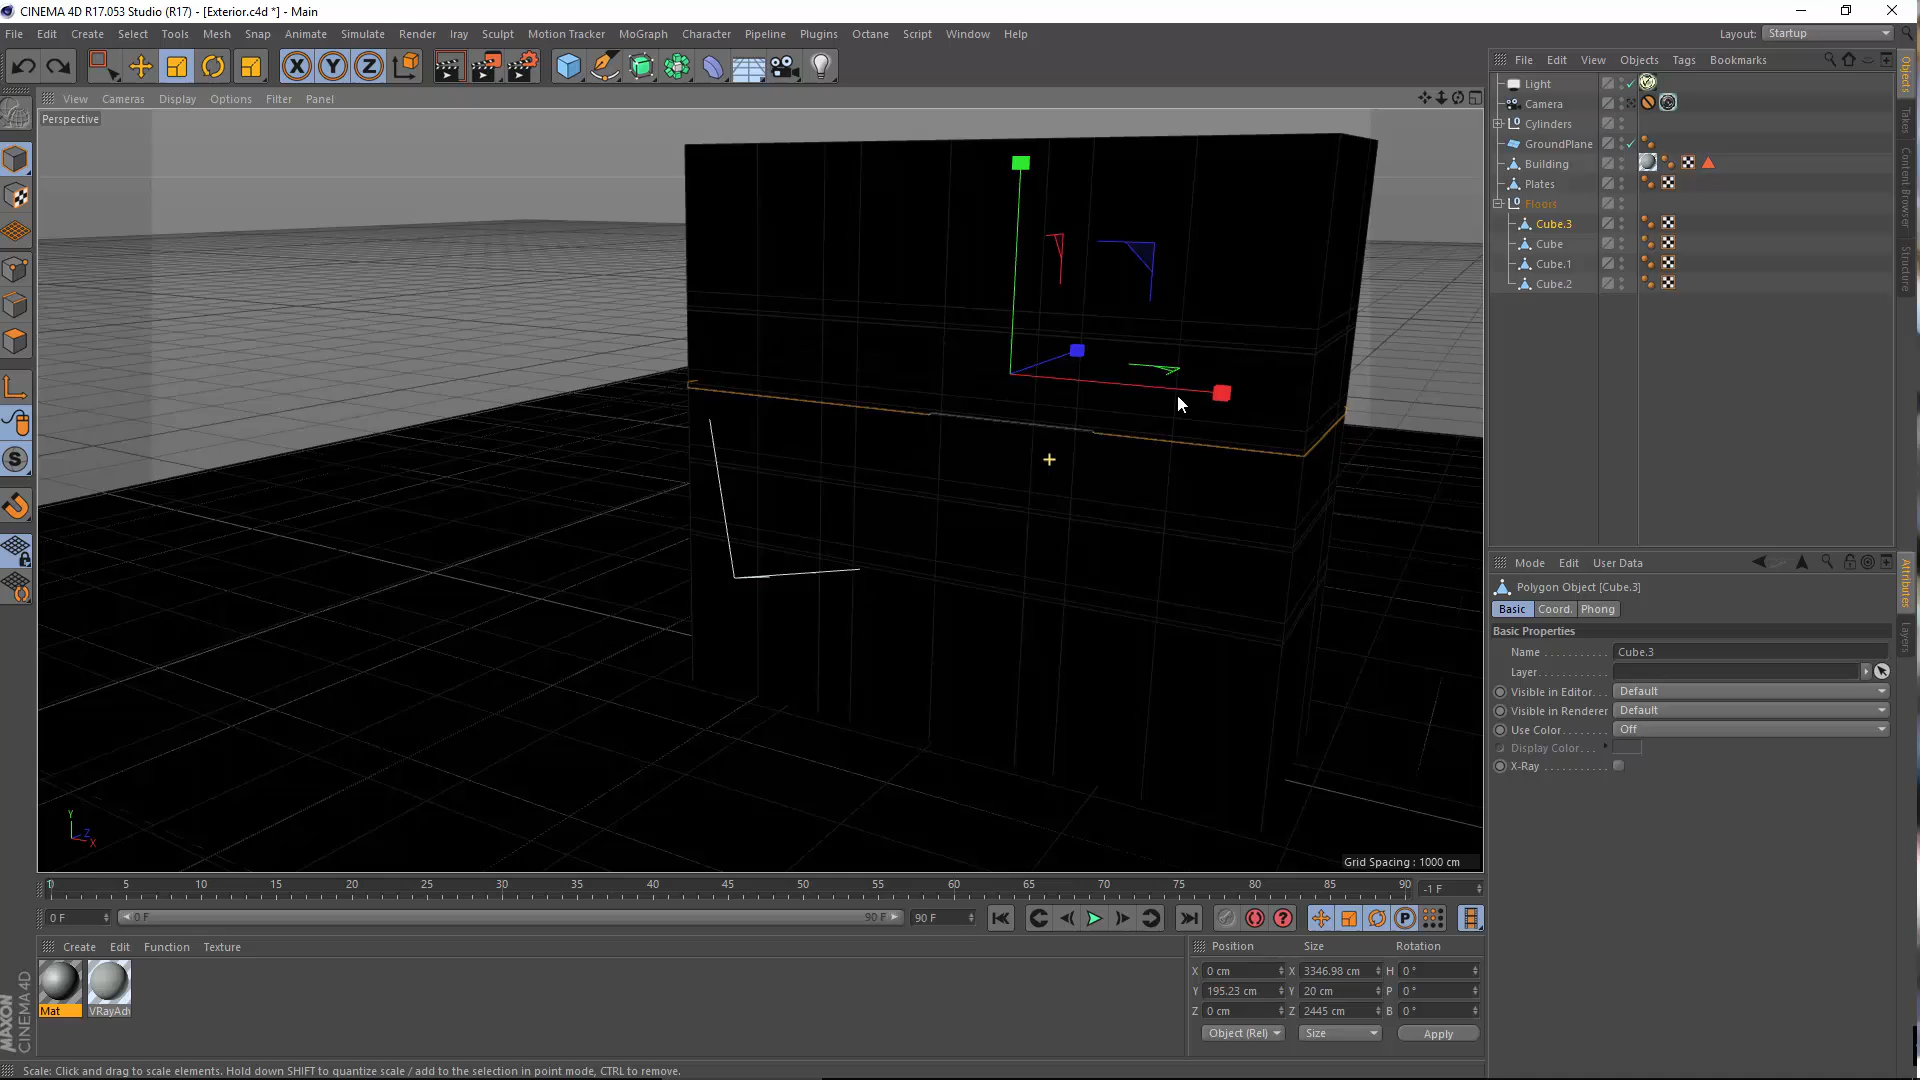 CINEMA 4D R17.053 Studio (R17) - [Exterior.c4d *] - Main
File Edit Create Select Tools Mesh Snap Animate Simulate Render Iray Sculpt Motion Tracker MoGraph Character Pipeline Plugins Octane Script Window Help
Layout: Startup
X Y Z
File Edit View Objects Tags Bookmarks
View Cameras Display Options Filter Panel
Perspective
Light
Camera
Cylinders
GroundPlane
Building
Plates
Floors
Cube.3
Cube
Cube.1
Cube.2
Objects
Takes
Content Browser
Structure
Mode Edit User Data
Polygon Object [Cube.3]
Basic Coord. Phong
Basic Properties
Name Cube.3
Layer
Visible in Editor Default
Visible in Renderer Default
Use Color Off
Display Color
X-Ray
Attributes
Layers
Y
Z
X
Grid Spacing : 1000 cm
0 5 10 15 20 25 30 35 40 45 50 55 60 65 70 75 80 85 90 -1 F
0 F 0 F 90 F 90 F
Create Edit Function Texture
Mat VRayAdv
Position Size Rotation
X 0 cm X 3346.98 cm H 0 °
Y 195.23 cm Y 20 cm P 0 °
Z 0 cm Z 2445 cm B 0 °
Object (Rel) Size Apply
MAXON
CINEMA 4D
Scale: Click and drag to scale elements. Hold down SHIFT to quantize scale / add to the selection in point mode, CTRL to remove.